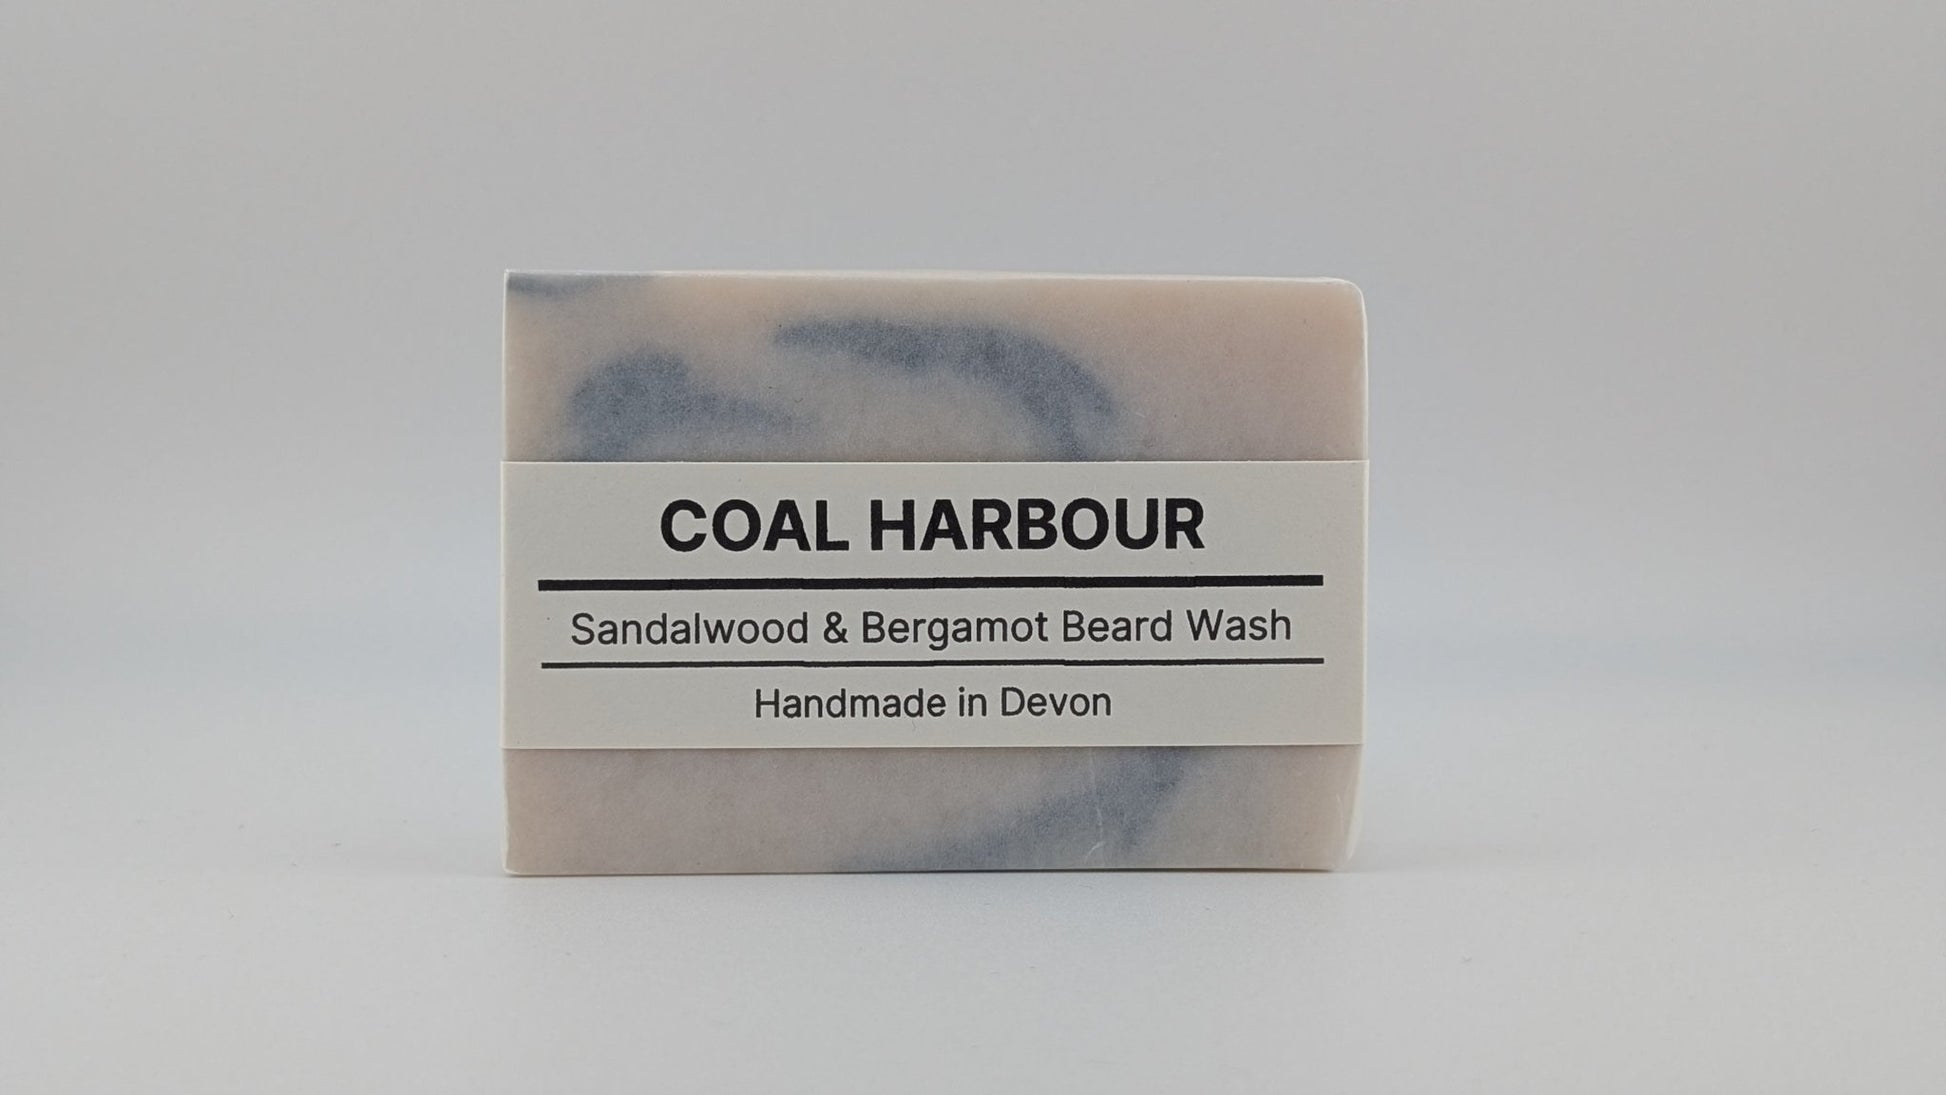 COAL HARBOUR
Sandalwood & Bergamot Beard Wash
Handmade in Devon